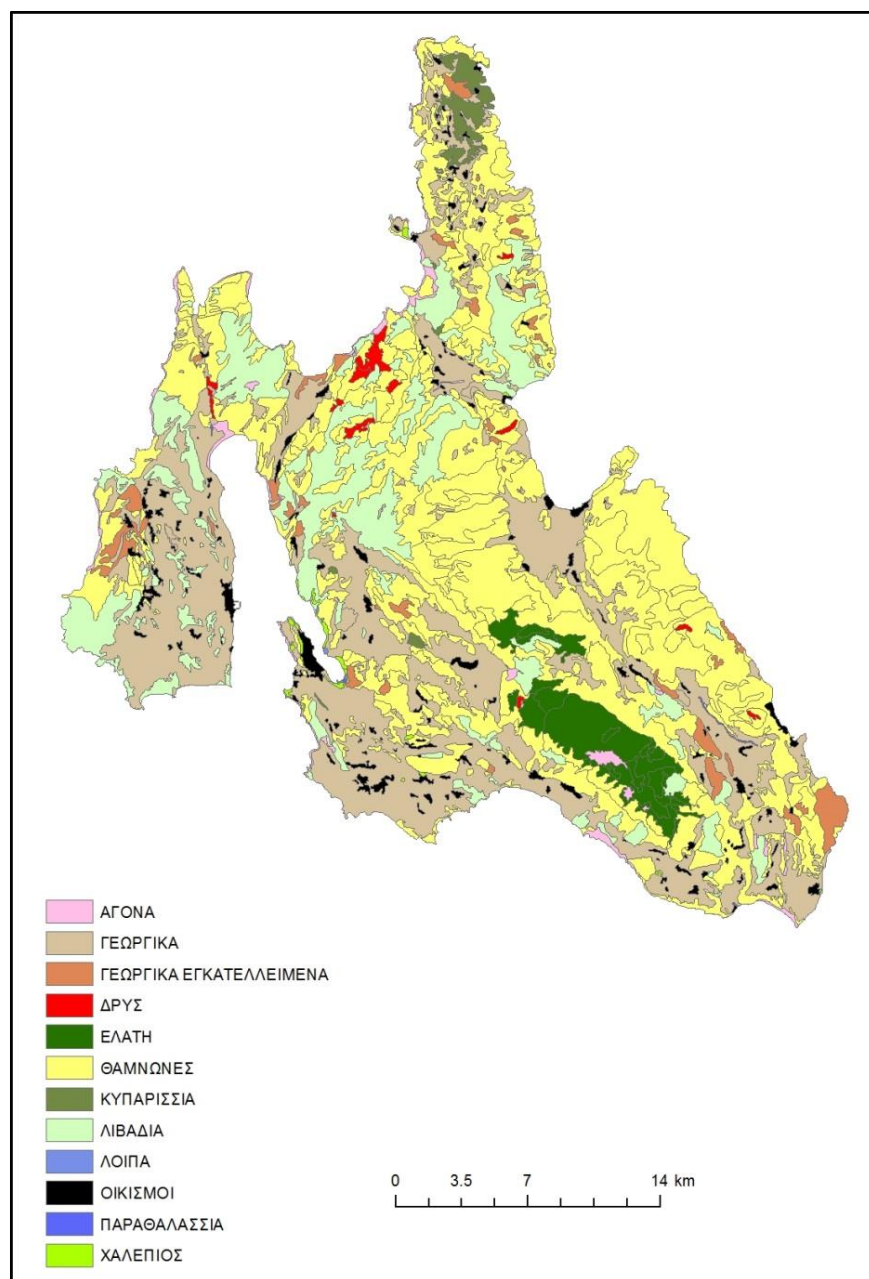 ΑΓΟΝΑ
ΓΕΩΡΓΙΚΑ
ΓΕΩΡΓΙΚΑ ΕΓΚΑΤΕΛΛΕΙΜΕΝΑ
ΔΡΥΣ
ΕΛΑΤΗ
ΘΑΜΝΩΝΕΣ
ΚΥΠΑΡΙΣΣΙΑ
ΛΙΒΑΔΙΑ
ΛΟΙΠΑ
ΟΙΚΙΣΜΟΙ
ΠΑΡΑΘΑΛΑΣΣΙΑ
ΧΑΛΕΠΙΟΣ
0 3.5 7 14 km